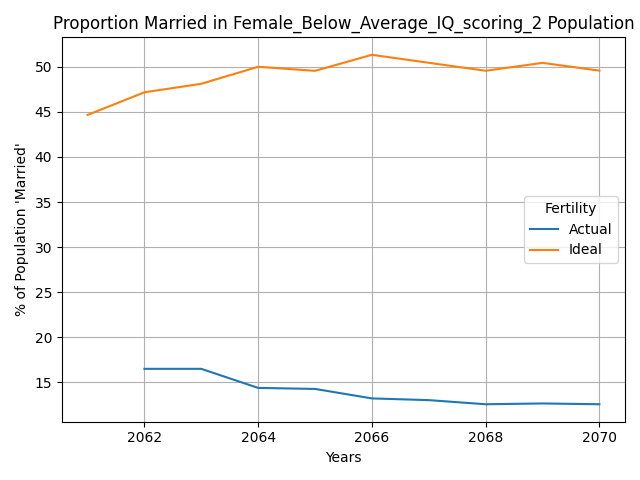 Proportion Married in Female_Below_Average_IQ_scoring_2 Population
% of Population 'Married'
50
45
40
35
30
25
20
15
Fertility
Actual
Ideal
2062 2064 2066 2068 2070
Years